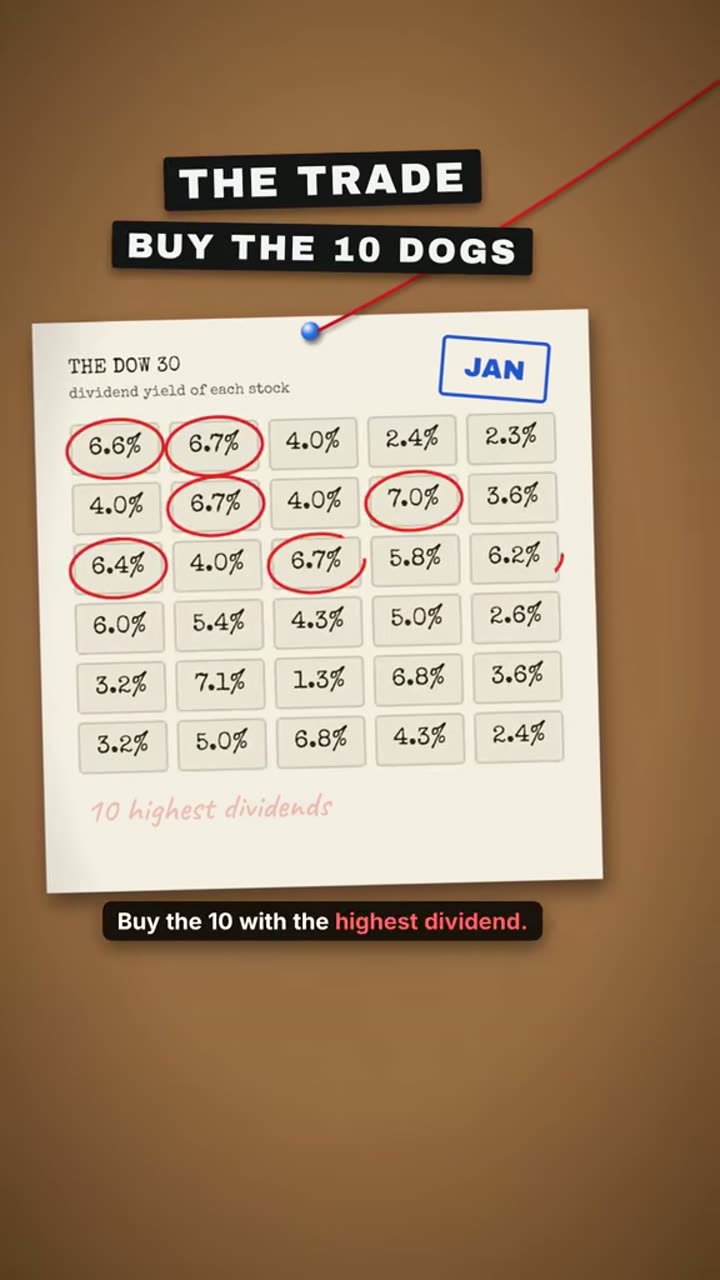 THE TRADE
BUY THE 10 DOGS
THE DOW 30
dividend yield of each stock
JAN
6.6% 6.7% 4.0% 2.4% 2.3%
4.0% 6.7% 4.0% 7.0% 3.6%
6.4% 4.0% 6.7% 5.8% 6.2%
6.0% 5.4% 4.3% 5.0% 2.6%
3.2% 7.1% 1.3% 6.8% 3.6%
3.2% 5.0% 6.8% 4.3% 2.4%
10 highest dividends
Buy the 10 with the highest dividend.